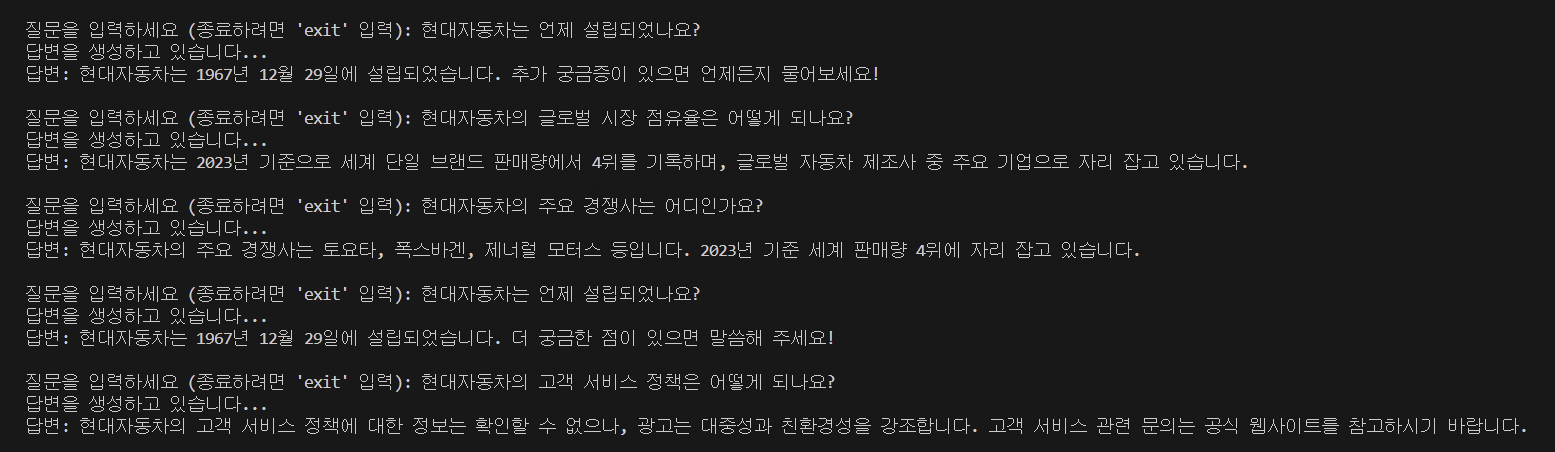 질문을 입력하세요 (종료하려면 'exit' 입력): 현대자동차는 언제 설립되었나요?
답변을 생성하고 있습니다...
답변: 현대자동차는 1967년 12월 29일에 설립되었습니다. 추가 궁금증이 있으면 언제든지 물어보세요!
질문을 입력하세요 (종료하려면 'exit' 입력): 현대자동차의 글로벌 시장 점유율은 어떻게 되나요?
답변을 생성하고 있습니다...
답변: 현대자동차는 2023년 기준으로 세계 단일 브랜드 판매량에서 4위를 기록하며, 글로벌 자동차 제조사 중 주요 기업으로 자리 잡고 있습니다.
질문을 입력하세요 (종료하려면 'exit' 입력): 현대자동차의 주요 경쟁사는 어디인가요?
답변을 생성하고 있습니다...
답변: 현대자동차의 주요 경쟁사는 토요타, 폭스바겐, 제너럴 모터스 등입니다. 2023년 기준 세계 판매량 4위에 자리 잡고 있습니다.
질문을 입력하세요 (종료하려면 'exit' 입력): 현대자동차는 언제 설립되었나요?
답변을 생성하고 있습니다...
답변: 현대자동차는 1967년 12월 29일에 설립되었습니다. 더 궁금한 점이 있으면 말씀해 주세요!
질문을 입력하세요 (종료하려면 'exit' 입력): 현대자동차의 고객 서비스 정책은 어떻게 되나요?
답변을 생성하고 있습니다...
답변: 현대자동차의 고객 서비스 정책에 대한 정보는 확인할 수 없으나, 광고는 대중성과 친환경성을 강조합니다. 고객 서비스 관련 문의는 공식 웹사이트를 참고하시기 바랍니다.